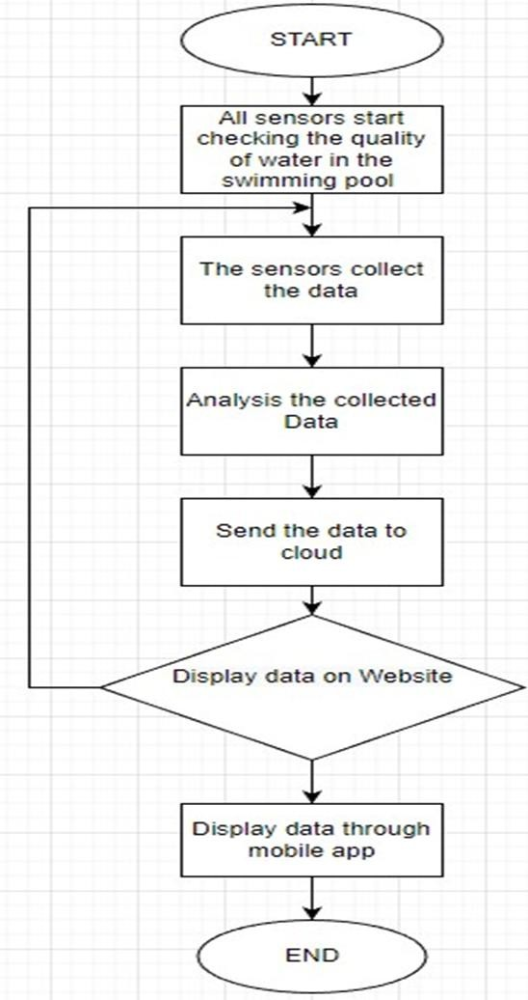 START
All sensors start
checking the quality
of water in the
swimming pool
The sensors collect
the data
Analysis the collected
Data
Send the data to
cloud
Display data on Website
Display data through
mobile app
END